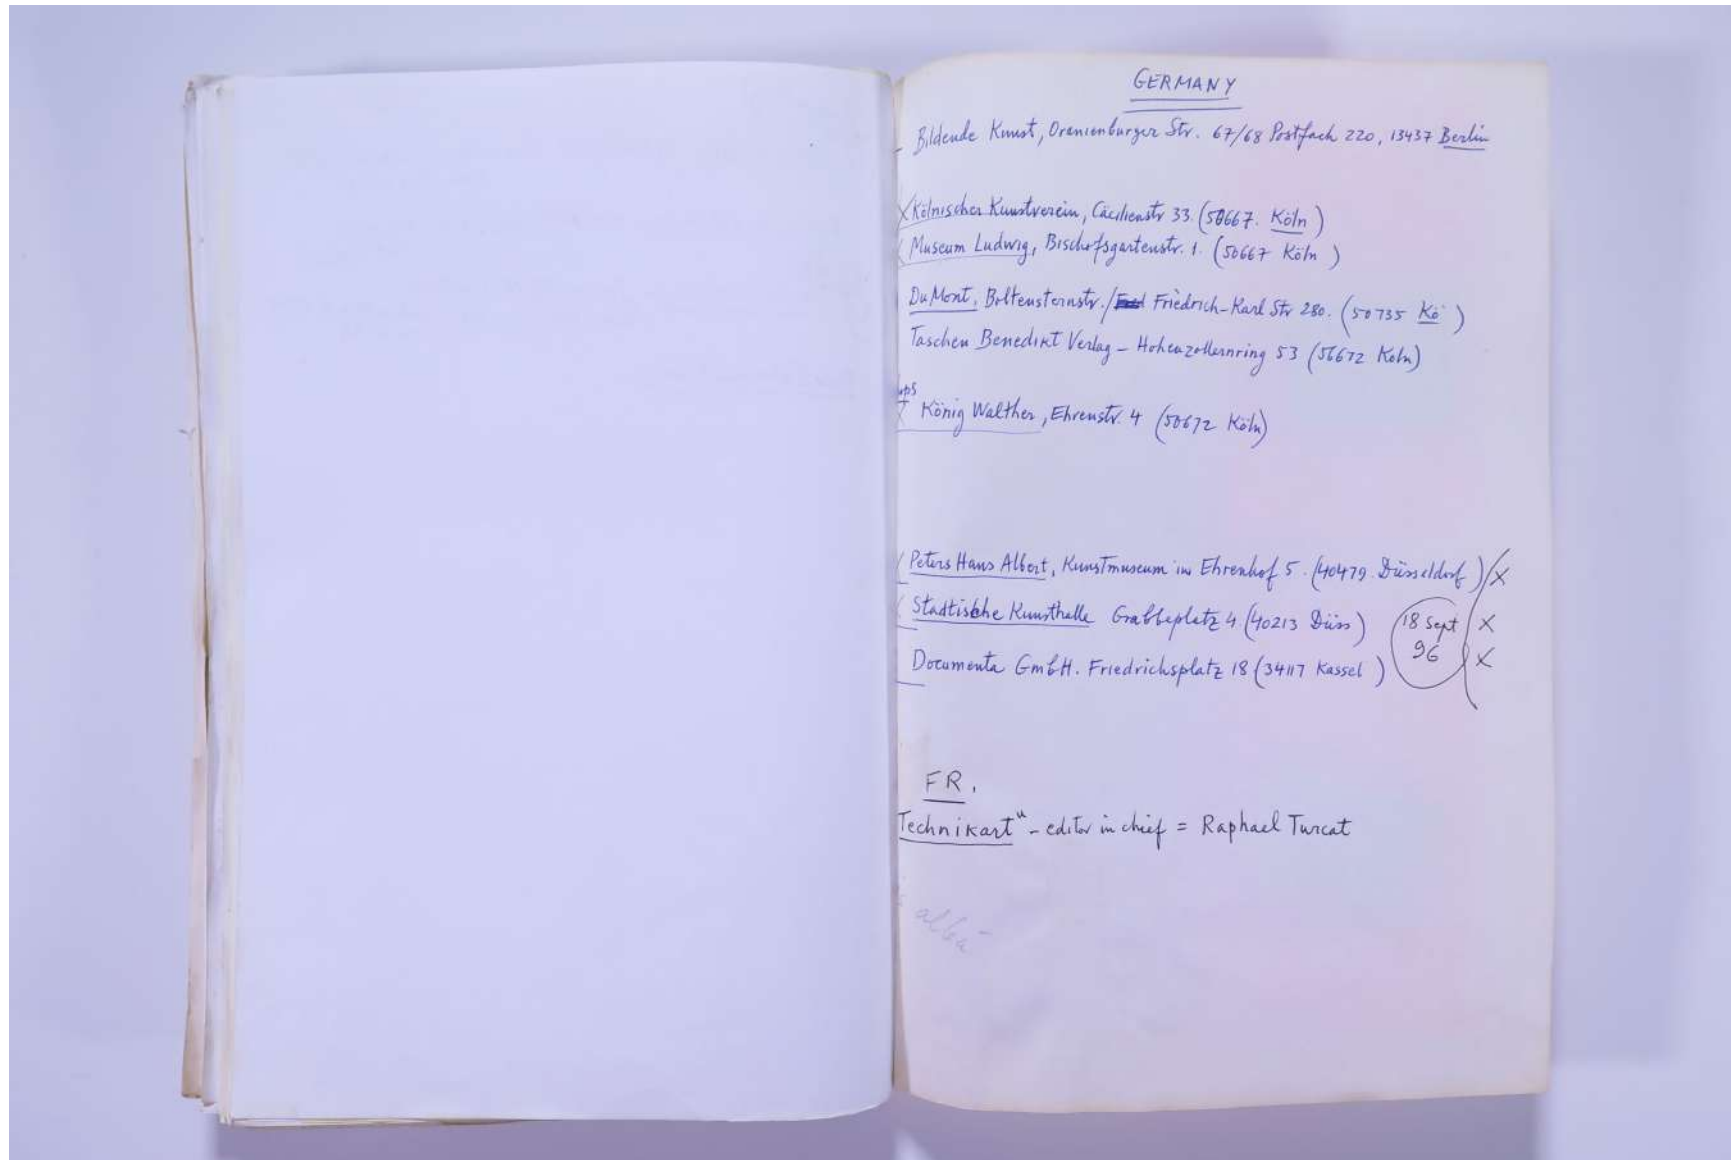 GERMANY
- Bildende Kunst, Oranienburger Str. 67/68 Postfach 220, 13437 Berlin
X Kölnischer Kunstverein, Cäcilienstr 33. (50667. Köln)
Museum Ludwig, Bischofsgartenstr. 1. (50667 Köln)
DuMont, Boltensternstr./ Friedrich-Karl Str 280. (50735 Kö)
Taschen Benedikt Verlag - Hohenzollernring 53 (56672 Köln)
König Walther, Ehrenstr. 4 (50672 Köln)
Peters Hans Albert, Kunstmuseum im Ehrenhof 5. (40479 Düsseldorf) X
Stadtische Kunsthalle Grabbeplatz 4 (40213 Düss) 18 Sept X
Documenta GmbH. Friedrichsplatz 18 (34117 Kassel) 96 X
FR.
Technikart" - editor in chief = Raphael Turcat